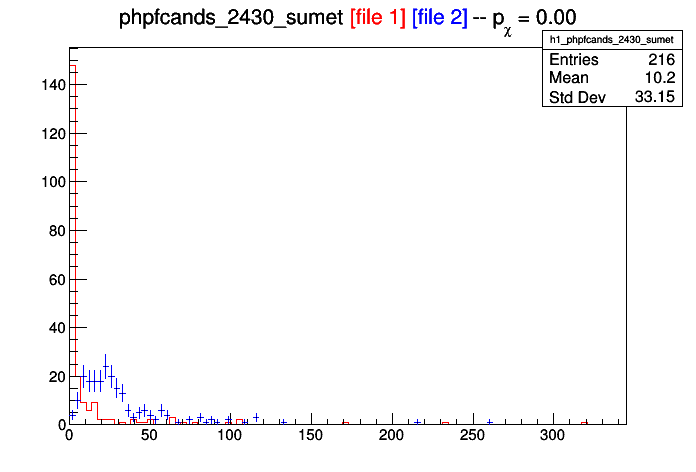 phpfcands_2430_sumet [file 1] [file 2] -- pχ = 0.00
h1_phpfcands_2430_sumet
Entries 216
Mean 10.2
Std Dev 33.15
140
120
100
80
60
40
20
0
0 50 100 150 200 250 300